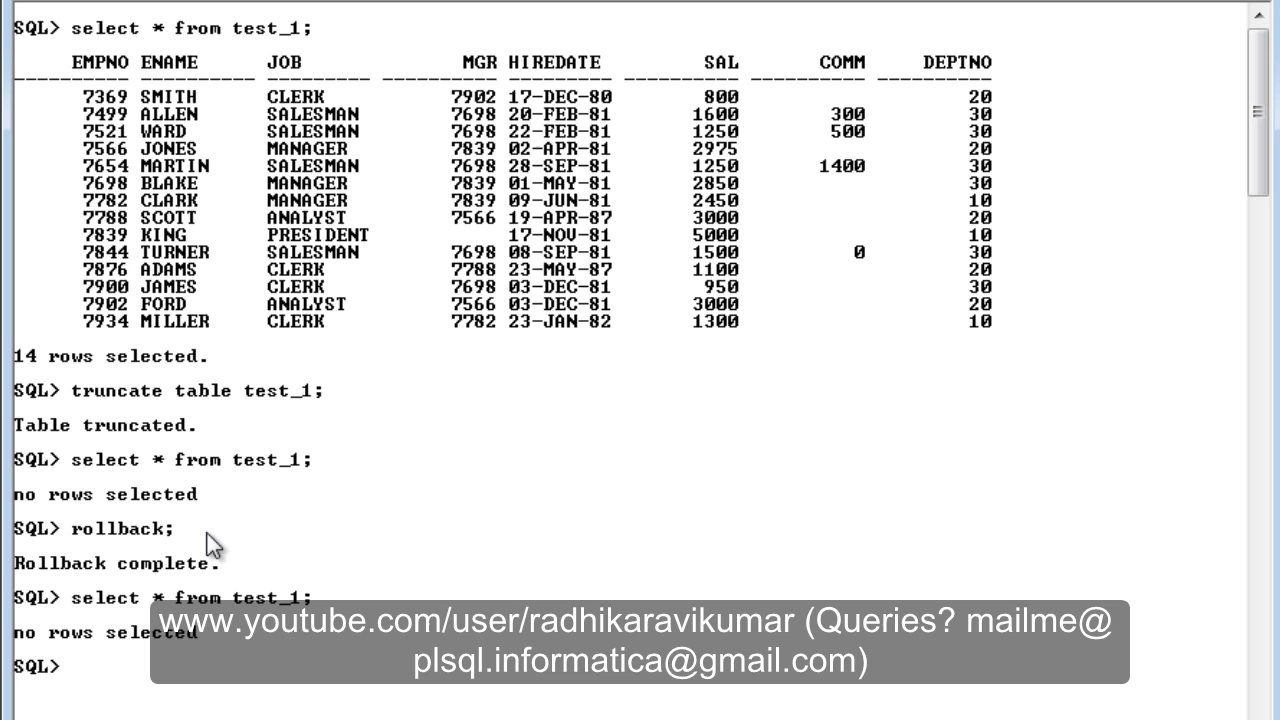 SQL> select * from test_1;
EMPNO ENAME JOB MGR HIREDATE SAL COMM DEPTNO
---------- ---------- --------- ---------- --------- ---------- ---------- ----------
7369 SMITH CLERK 7902 17-DEC-80 800 20
7499 ALLEN SALESMAN 7698 20-FEB-81 1600 300 30
7521 WARD SALESMAN 7698 22-FEB-81 1250 500 30
7566 JONES MANAGER 7839 02-APR-81 2975 20
7654 MARTIN SALESMAN 7698 28-SEP-81 1250 1400 30
7698 BLAKE MANAGER 7839 01-MAY-81 2850 30
7782 CLARK MANAGER 7839 09-JUN-81 2450 10
7788 SCOTT ANALYST 7566 19-APR-87 3000 20
7839 KING PRESIDENT 17-NOV-81 5000 10
7844 TURNER SALESMAN 7698 08-SEP-81 1500 0 30
7876 ADAMS CLERK 7788 23-MAY-87 1100 20
7900 JAMES CLERK 7698 03-DEC-81 950 30
7902 FORD ANALYST 7566 03-DEC-81 3000 20
7934 MILLER CLERK 7782 23-JAN-82 1300 10
14 rows selected.
SQL> truncate table test_1;
Table truncated.
SQL> select * from test_1;
no rows selected
SQL> rollback;
Rollback complete.
SQL> select * from test_1;
no rows selected
SQL>
www.youtube.com/user/radhikaravikumar (Queries? mailme@
plsql.informatica@gmail.com)